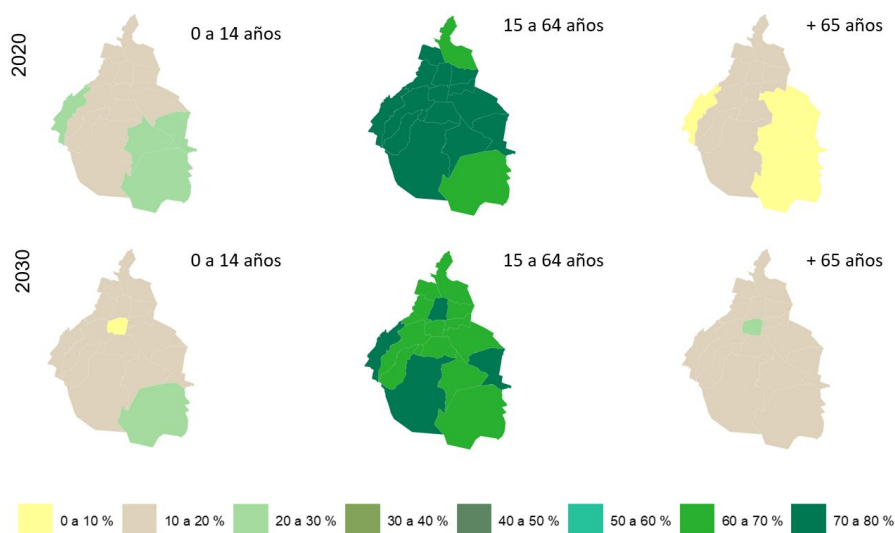 2020
0 a 14 años
15 a 64 años
+ 65 años
2030
0 a 14 años
15 a 64 años
+ 65 años
0 a 10 %
10 a 20 %
20 a 30 %
30 a 40 %
40 a 50 %
50 a 60 %
60 a 70 %
70 a 80 %